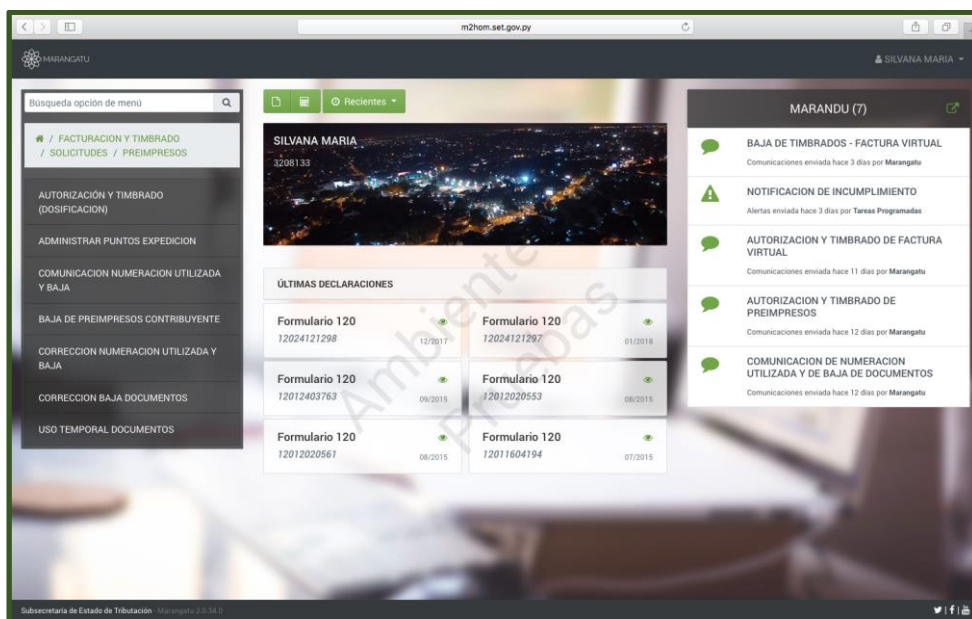 m2hom.set.gov.py
MARANGATU
SILVANA MARIA
Búsqueda opción de menú
/ FACTURACION Y TIMBRADO
/ SOLICITUDES / PREIMPRESOS
AUTORIZACIÓN Y TIMBRADO
(DOSIFICACION)
ADMINISTRAR PUNTOS EXPEDICION
COMUNICACION NUMERACION UTILIZADA
Y BAJA
BAJA DE PREIMPRESOS CONTRIBUYENTE
CORRECCION NUMERACION UTILIZADA Y
BAJA
CORRECCION BAJA DOCUMENTOS
USO TEMPORAL DOCUMENTOS
Recientes
SILVANA MARIA
3208133
ÚLTIMAS DECLARACIONES
Formulario 120
12024121298 12/2017
Formulario 120
12024121297 01/2018
Formulario 120
12012403763 09/2015
Formulario 120
12012020553 08/2015
Formulario 120
12012020561 08/2015
Formulario 120
12011604194 07/2015
Ambiente
Pruebas
MARANDU (7)
BAJA DE TIMBRADOS - FACTURA VIRTUAL
Comunicaciones enviada hace 3 días por Marangatu
NOTIFICACION DE INCUMPLIMIENTO
Alertas enviada hace 3 días por Tareas Programadas
AUTORIZACION Y TIMBRADO DE FACTURA
VIRTUAL
Comunicaciones enviada hace 11 días por Marangatu
AUTORIZACION Y TIMBRADO DE
PREIMPRESOS
Comunicaciones enviada hace 12 días por Marangatu
COMUNICACION DE NUMERACION
UTILIZADA Y DE BAJA DE DOCUMENTOS
Comunicaciones enviada hace 12 días por Marangatu
Subsecretaría de Estado de Tributación - Marangatu 2.0.34.0